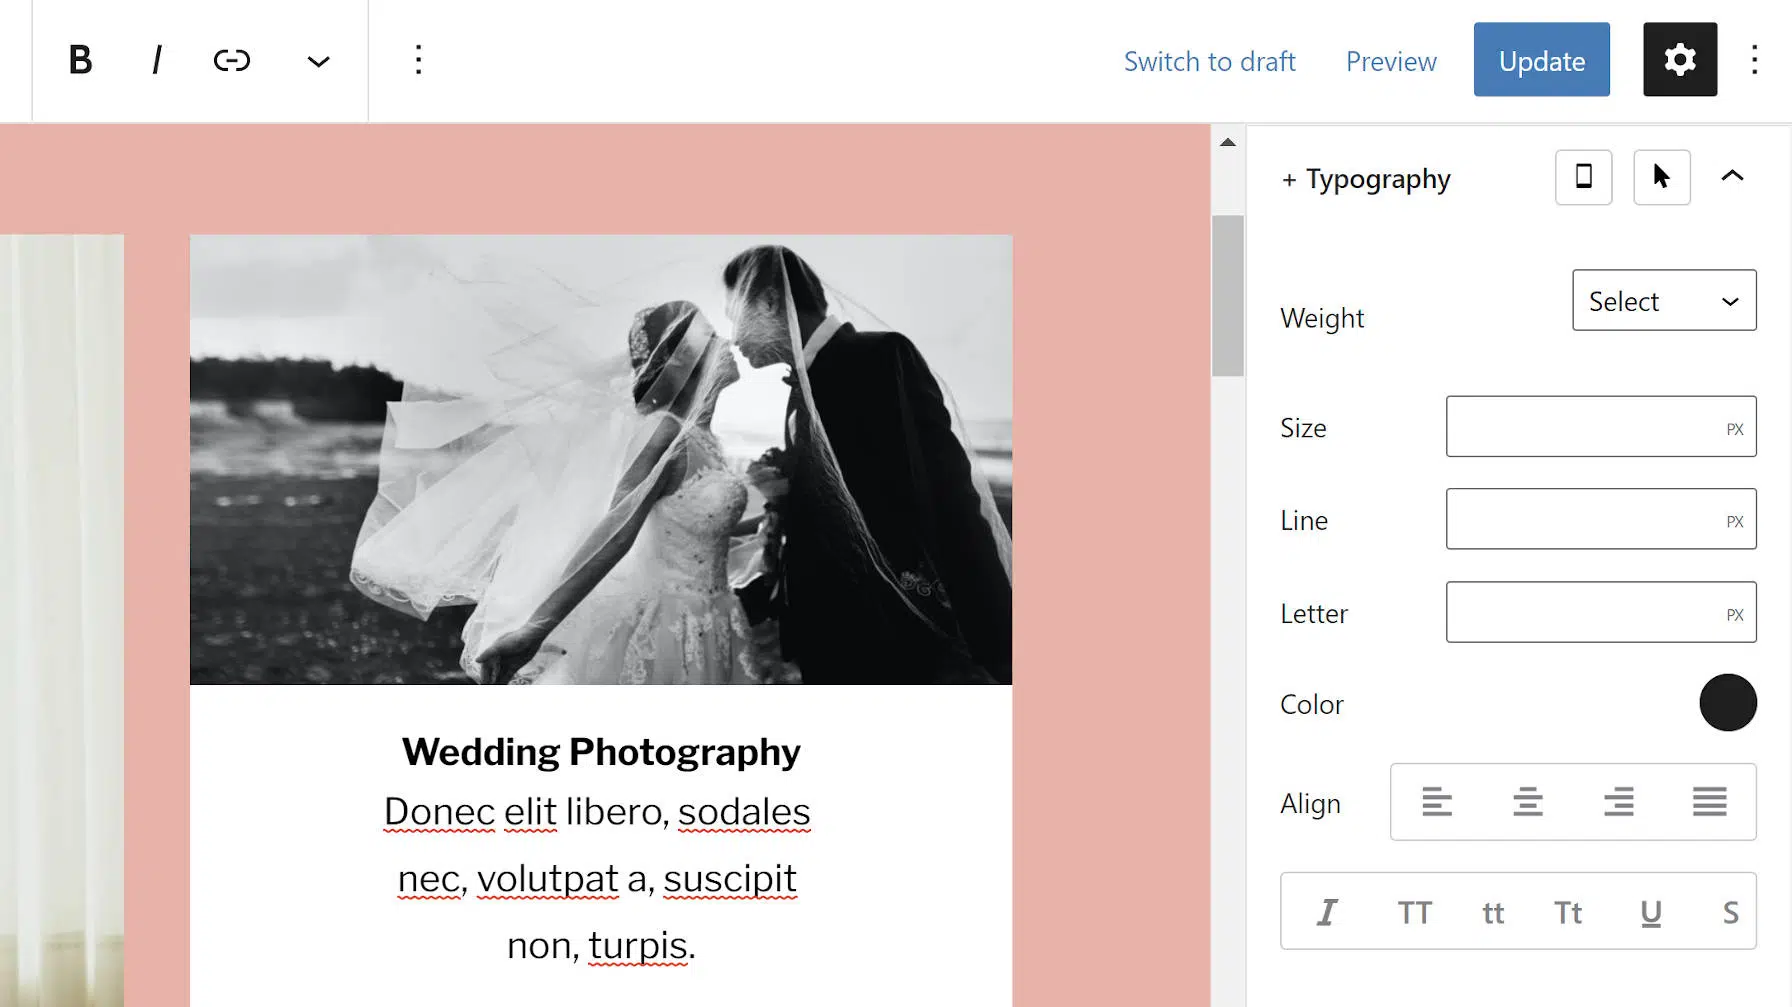 B I
Switch to draft Preview Update
+ Typography
Weight Select
Size PX
Line PX
Letter PX
Color
Align
I TT tt Tt U S
Wedding Photography
Donec elit libero, sodales
nec, volutpat a, suscipit
non, turpis.